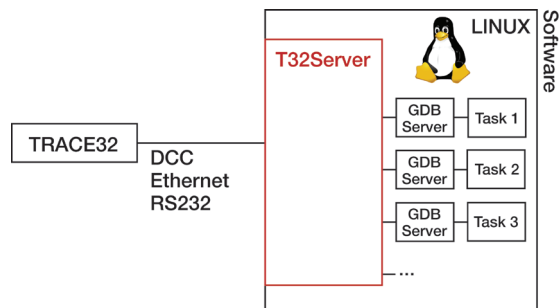 LINUX
Software
T32Server
TRACE32
DCC
Ethernet
RS232
GDB
Server
Task 1
GDB
Server
Task 2
GDB
Server
Task 3
...